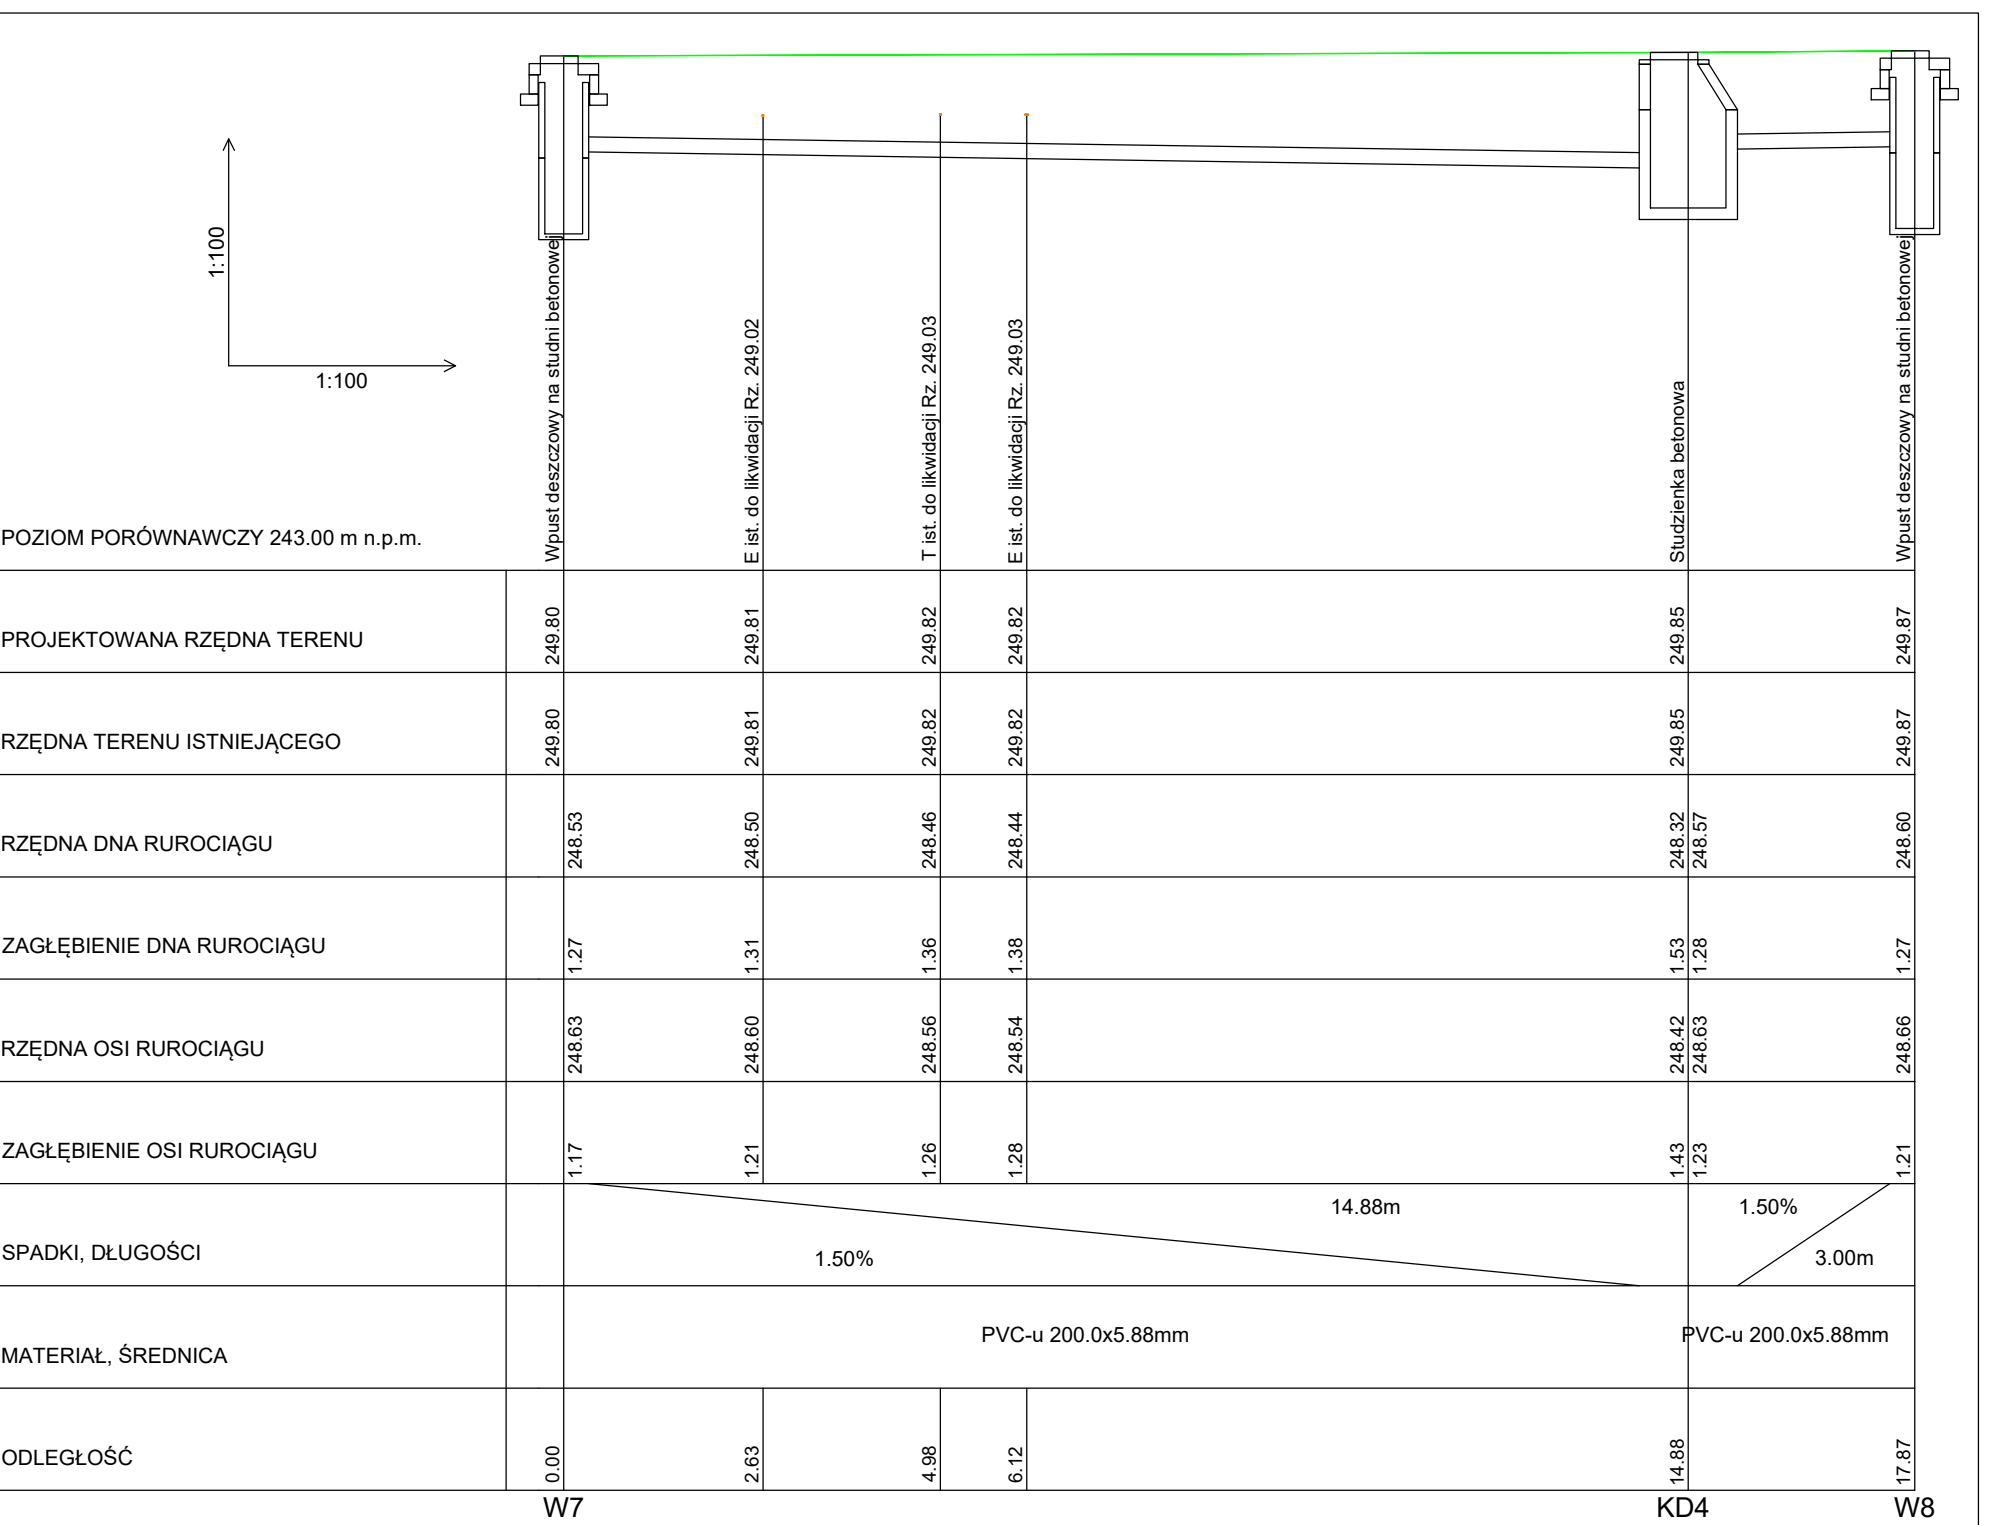 1:100
1:100
Wpust deszczowy na studni betonowej
E ist. do likwidacji Rz. 249.02
T ist. do likwidacji Rz. 249.03
E ist. do likwidacji Rz. 249.03
Studzienka betonowa
Wpust deszczowy na studni betonowej
POZIOM PORÓWNAWCZY 243.00 m n.p.m.
PROJEKTOWANA RZĘDNA TERENU 249.80 249.81 249.82 249.82 249.85 249.87
RZĘDNA TERENU ISTNIEJĄCEGO 249.80 249.81 249.82 249.82 249.85 249.87
RZĘDNA DNA RUROCIĄGU 248.53 248.50 248.46 248.44 248.32 248.57 248.60
ZAGŁĘBIENIE DNA RUROCIĄGU 1.27 1.31 1.36 1.38 1.53 1.28 1.27
RZĘDNA OSI RUROCIĄGU 248.63 248.60 248.56 248.54 248.42 248.63 248.66
ZAGŁĘBIENIE OSI RUROCIĄGU 1.17 1.21 1.26 1.28 1.43 1.23 1.21
SPADKI, DŁUGOŚCI 1.50% 14.88m 1.50% 3.00m
MATERIAŁ, ŚREDNICA PVC-u 200.0x5.88mm PVC-u 200.0x5.88mm
ODLEGŁOŚĆ 0.00 2.63 4.98 6.12 14.88 17.87
W7 KD4 W8